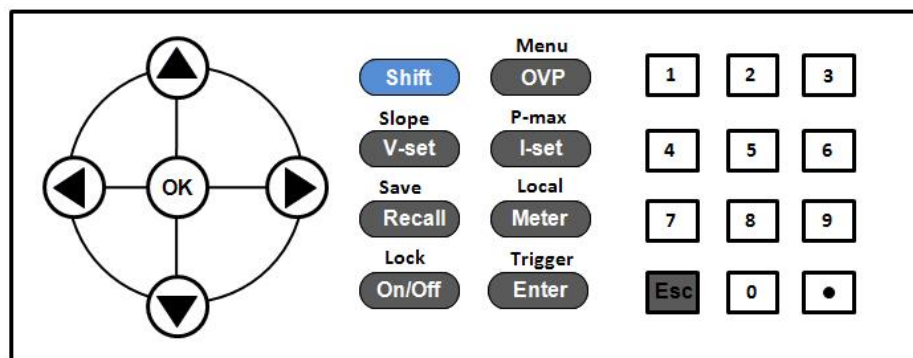 Menu
Shift OVP 1 2 3
Slope P-max
V-set I-set 4 5 6
OK
Save Local
Recall Meter 7 8 9
Lock Trigger
On/Off Enter Esc 0 •